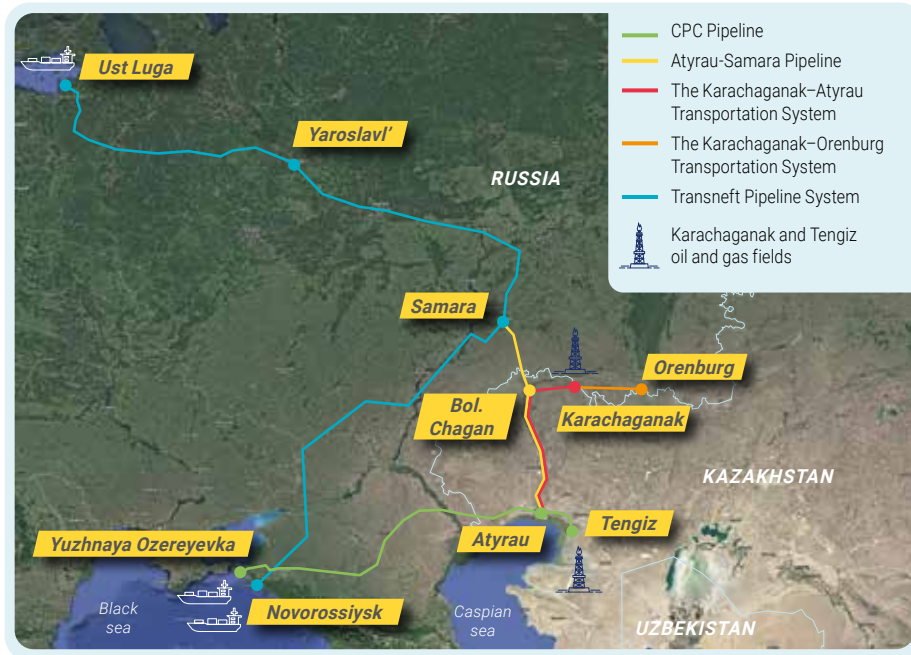 Ust Luga
Yaroslavl’
RUSSIA
Samara
Orenburg
Bol.
Chagan
Karachaganak
KAZAKHSTAN
Tengiz
Atyrau
Yuzhnaya Ozereyevka
Novorossiysk
Black
sea
Caspian
sea
UZBEKISTAN
CPC Pipeline
Atyrau-Samara Pipeline
The Karachaganak–Atyrau
Transportation System
The Karachaganak–Orenburg
Transportation System
Transneft Pipeline System
Karachaganak and Tengiz
oil and gas fields